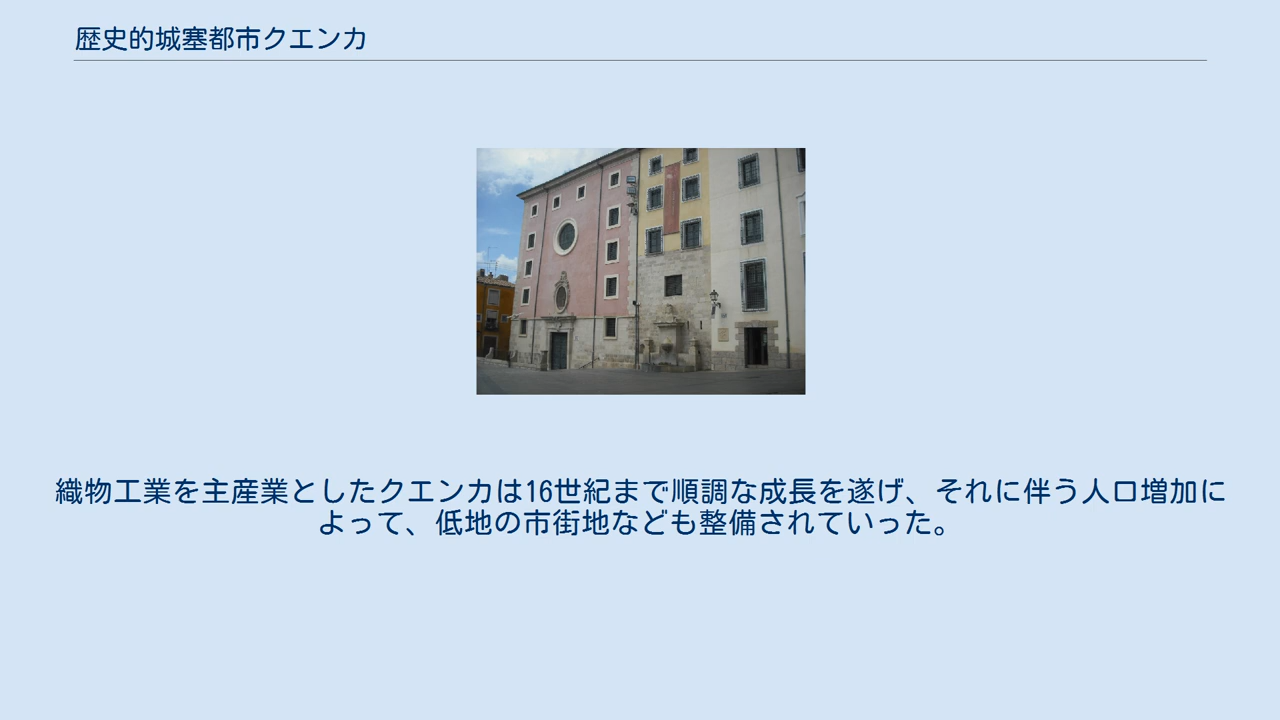 歴史的城塞都市クエンカ
織物工業を主産業としたクエンカは16世紀まで順調な成長を遂げ、それに伴う人口増加に
よって、低地の市街地なども整備されていった。